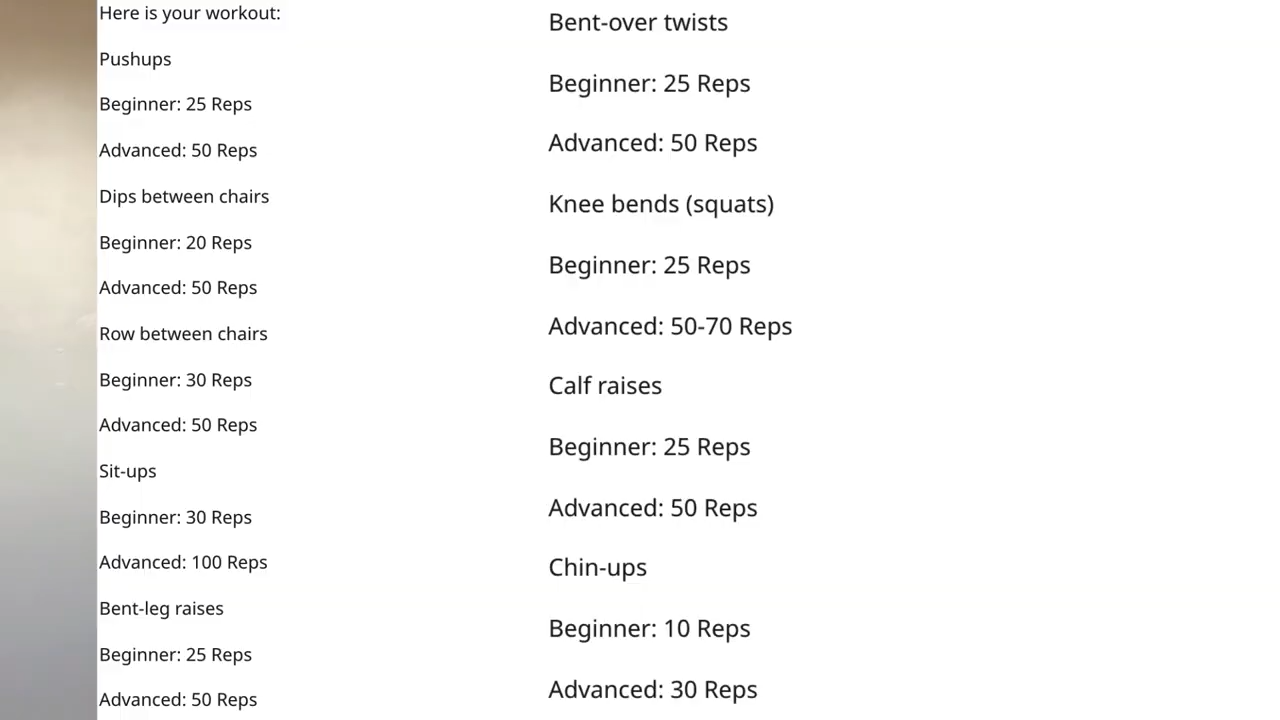 Here is your workout:
Pushups
Beginner: 25 Reps
Advanced: 50 Reps
Dips between chairs
Beginner: 20 Reps
Advanced: 50 Reps
Row between chairs
Beginner: 30 Reps
Advanced: 50 Reps
Sit-ups
Beginner: 30 Reps
Advanced: 100 Reps
Bent-leg raises
Beginner: 25 Reps
Advanced: 50 Reps
Bent-over twists
Beginner: 25 Reps
Advanced: 50 Reps
Knee bends (squats)
Beginner: 25 Reps
Advanced: 50-70 Reps
Calf raises
Beginner: 25 Reps
Advanced: 50 Reps
Chin-ups
Beginner: 10 Reps
Advanced: 30 Reps